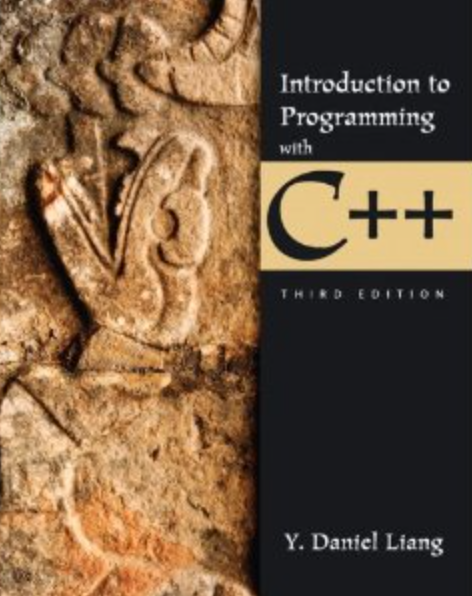 Introduction to
Programming
with
C++
THIRD EDITION
Y. Daniel Liang